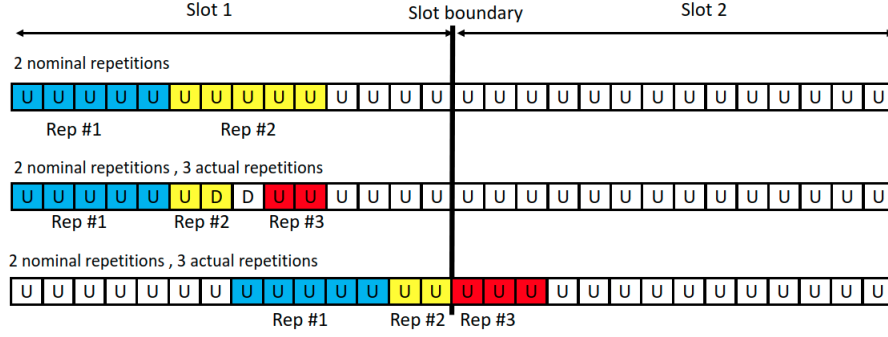 Slot 1 Slot boundary Slot 2
2 nominal repetitions
U U U U U U U U U U U U U U U U U U U U U U U U U U U U
Rep #1 Rep #2
2 nominal repetitions , 3 actual repetitions
U U U U U U D D U U U U U U U U U U U U U U U U U U U U
Rep #1 Rep #2 Rep #3
2 nominal repetitions , 3 actual repetitions
U U U U U U U U U U U U U U U U U U U U U U U U U U U U
Rep #1 Rep #2 Rep #3